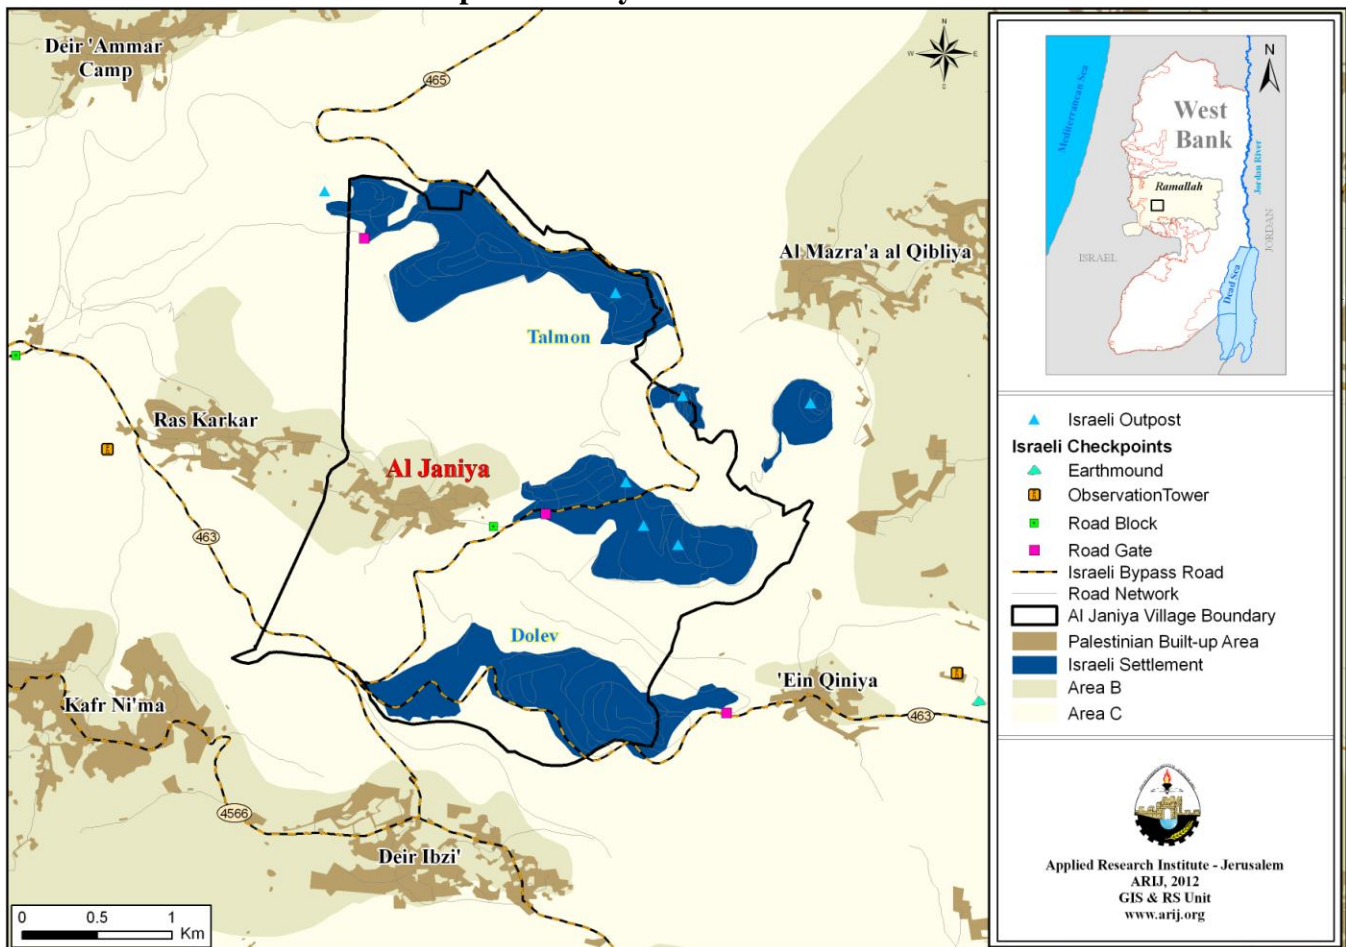 Deir 'Ammar
Camp
465
N
W
E
Al Mazra'a al Qibliya
Talmon
Ras Karkar
Al Janiya
463
Dolev
'Ein Qiniya
463
Kafr Ni'ma
4566
Deir Ibzi'
0 0.5 1
Km
N
Mediterranean Sea
West
Bank
Jordan River
Ramallah
ISRAEL
JORDAN
Dead Sea
Israeli Outpost
Israeli Checkpoints
Earthmound
ObservationTower
Road Block
Road Gate
Israeli Bypass Road
Road Network
Al Janiya Village Boundary
Palestinian Built-up Area
Israeli Settlement
Area B
Area C
Applied Research Institute - Jerusalem
ARIJ, 2012
GIS & RS Unit
www.arij.org